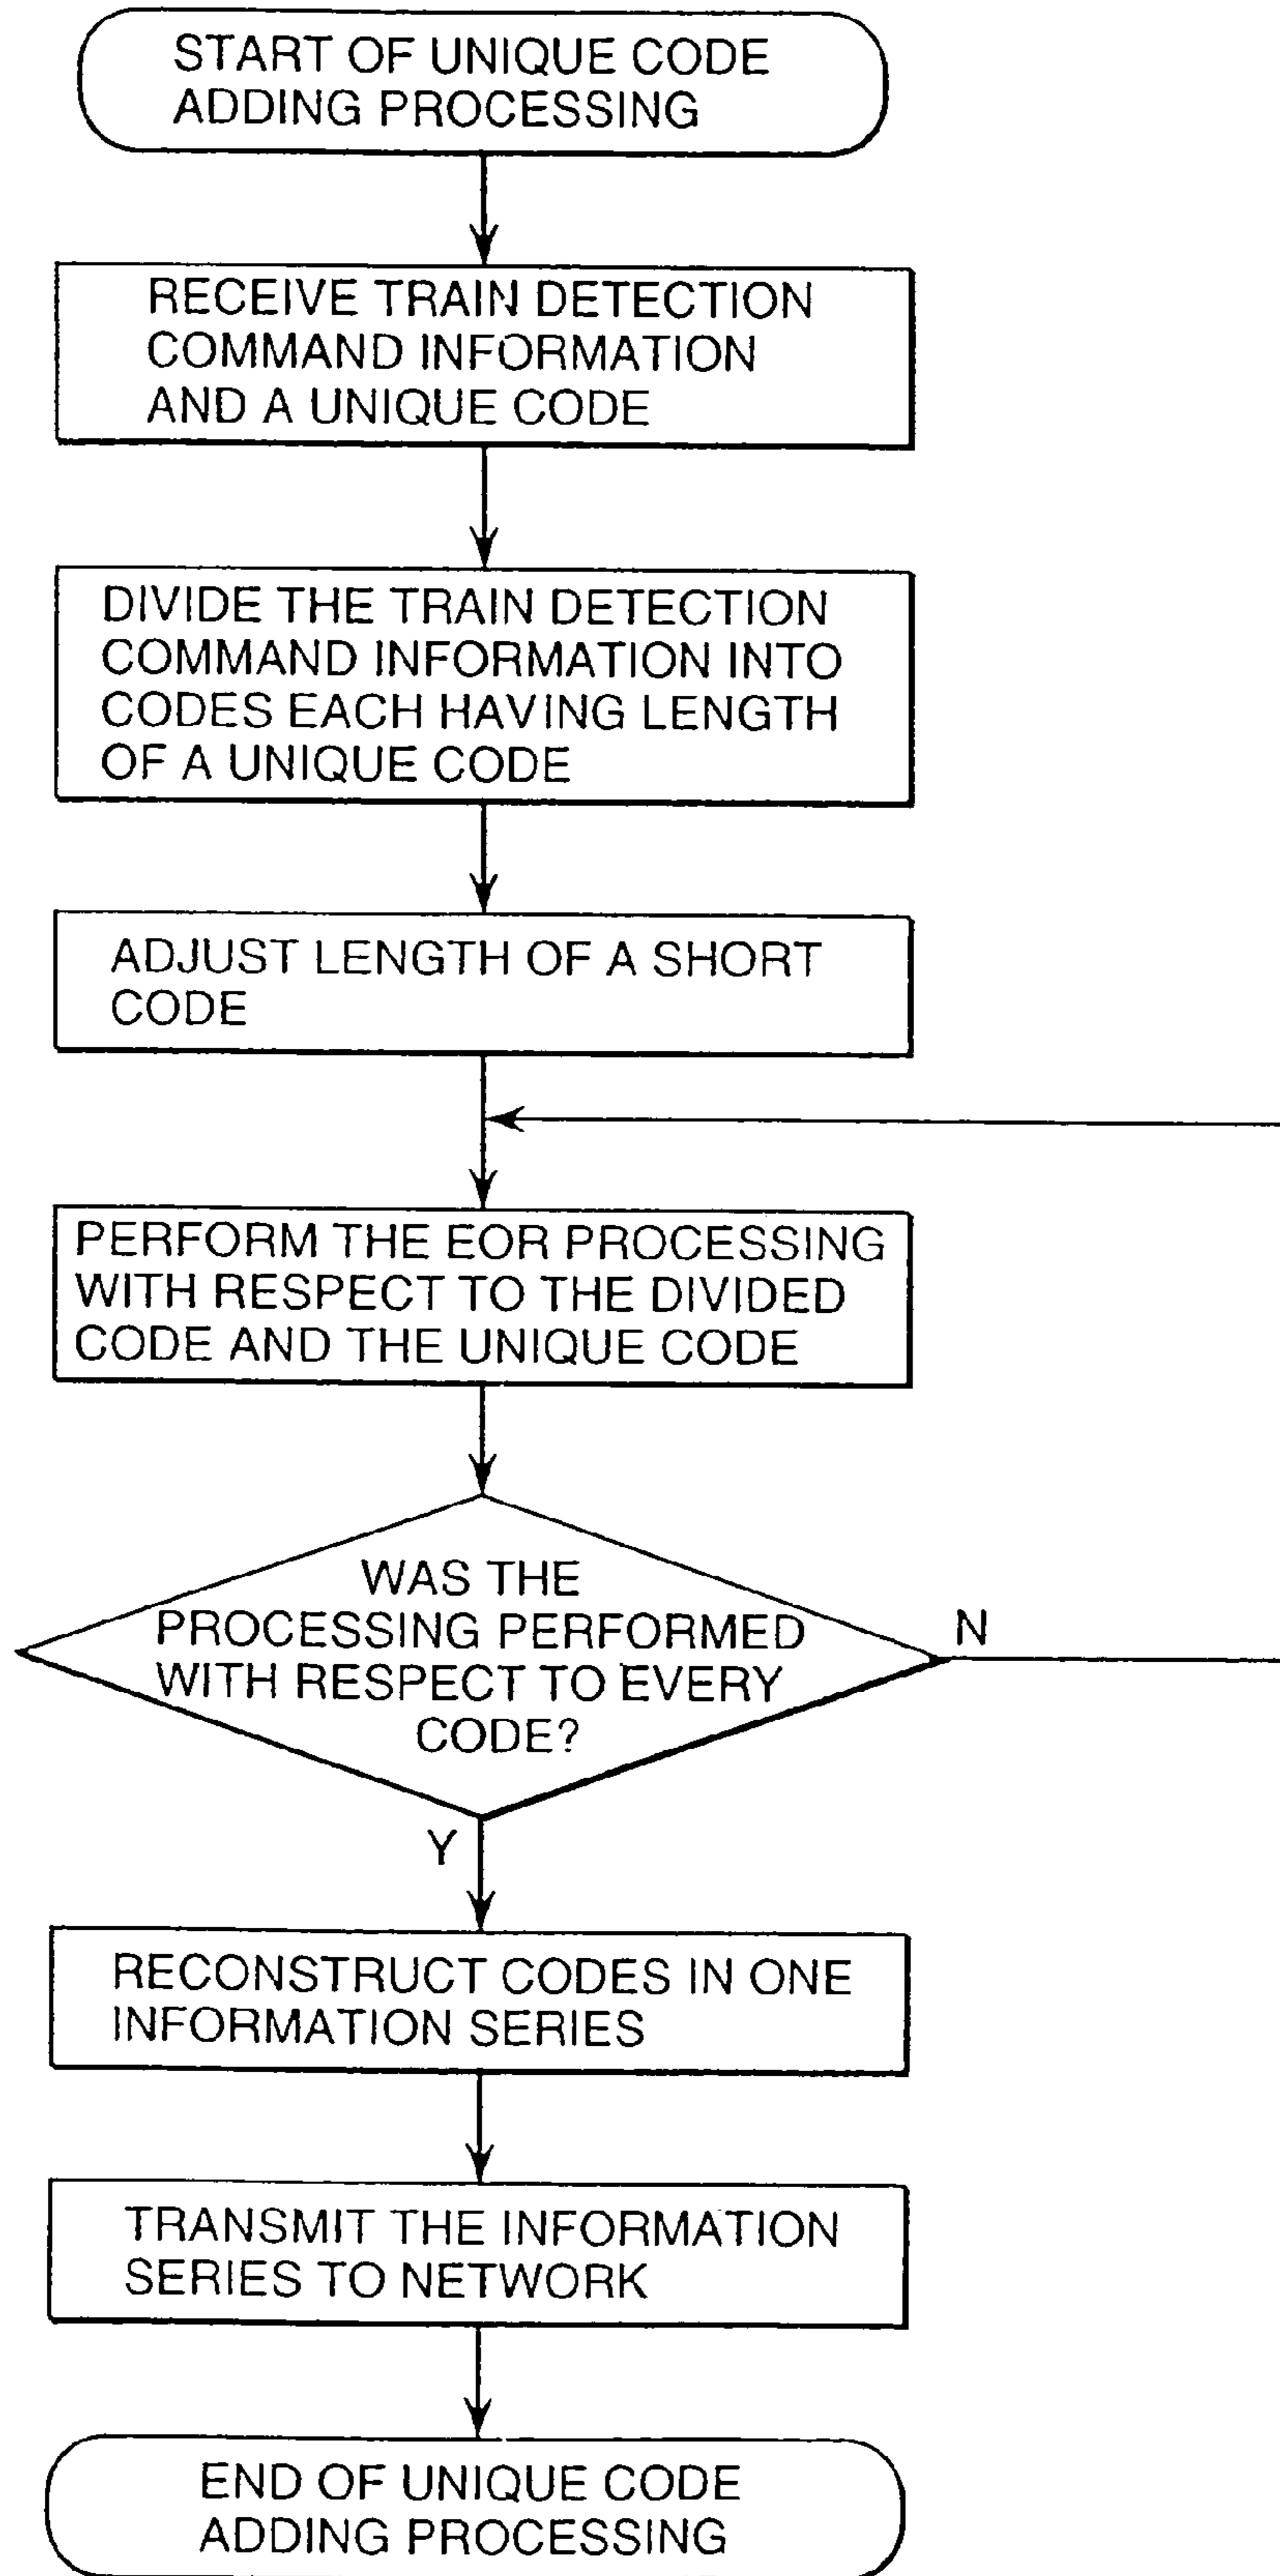 START OF UNIQUE CODE
ADDING PROCESSING
RECEIVE TRAIN DETECTION
COMMAND INFORMATION
AND A UNIQUE CODE
DIVIDE THE TRAIN DETECTION
COMMAND INFORMATION INTO
CODES EACH HAVING LENGTH
OF A UNIQUE CODE
ADJUST LENGTH OF A SHORT
CODE
PERFORM THE EOR PROCESSING
WITH RESPECT TO THE DIVIDED
CODE AND THE UNIQUE CODE
WAS THE
PROCESSING PERFORMED
WITH RESPECT TO EVERY
CODE?
N
Y
RECONSTRUCT CODES IN ONE
INFORMATION SERIES
TRANSMIT THE INFORMATION
SERIES TO NETWORK
END OF UNIQUE CODE
ADDING PROCESSING